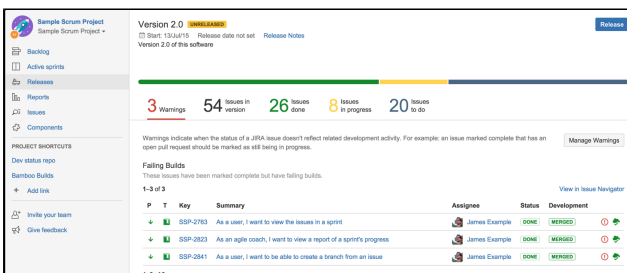 Sample Scrum Project
Sample Scrum Project
Backlog
Active sprints
Releases
Reports
Issues
Components
PROJECT SHORTCUTS
Dev status repo
Bamboo Builds
+ Add link
Invite your team
Give feedback
Version 2.0 UNRELEASED
Release
Start: 13/Jul/15 Release date not set Release Notes
Version 2.0 of this software
3 Warnings
54 Issues in version
26 Issues done
8 Issues in progress
20 Issues to do
Warnings indicate when the status of a JIRA issue doesn't reflect related development activity. For example: an issue marked complete that has an
open pull request should be marked as still being in progress.
Manage Warnings
Failing Builds
These issues have been marked complete but have failing builds.
1–3 of 3 View in Issue Navigator
P T Key Summary Assignee Status Development
SSP-2763 As a user, I want to view the issues in a sprint James Example DONE MERGED
SSP-2823 As an agile coach, I want to view a report of a sprint's progress James Example DONE MERGED
SSP-2841 As a user, I want to be able to create a branch from an issue James Example DONE MERGED